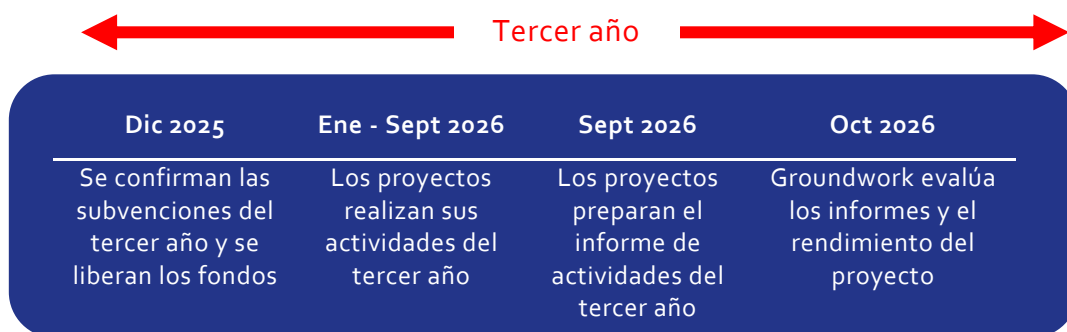 Tercer año
Dic 2025
Ene - Sept 2026
Sept 2026
Oct 2026
Se confirman las
subvenciones del
tercer año y se
liberan los fondos
Los proyectos
realizan sus
actividades del
tercer año
Los proyectos
preparan el
informe de
actividades del
tercer año
Groundwork evalúa
los informes y el
rendimiento del
proyecto